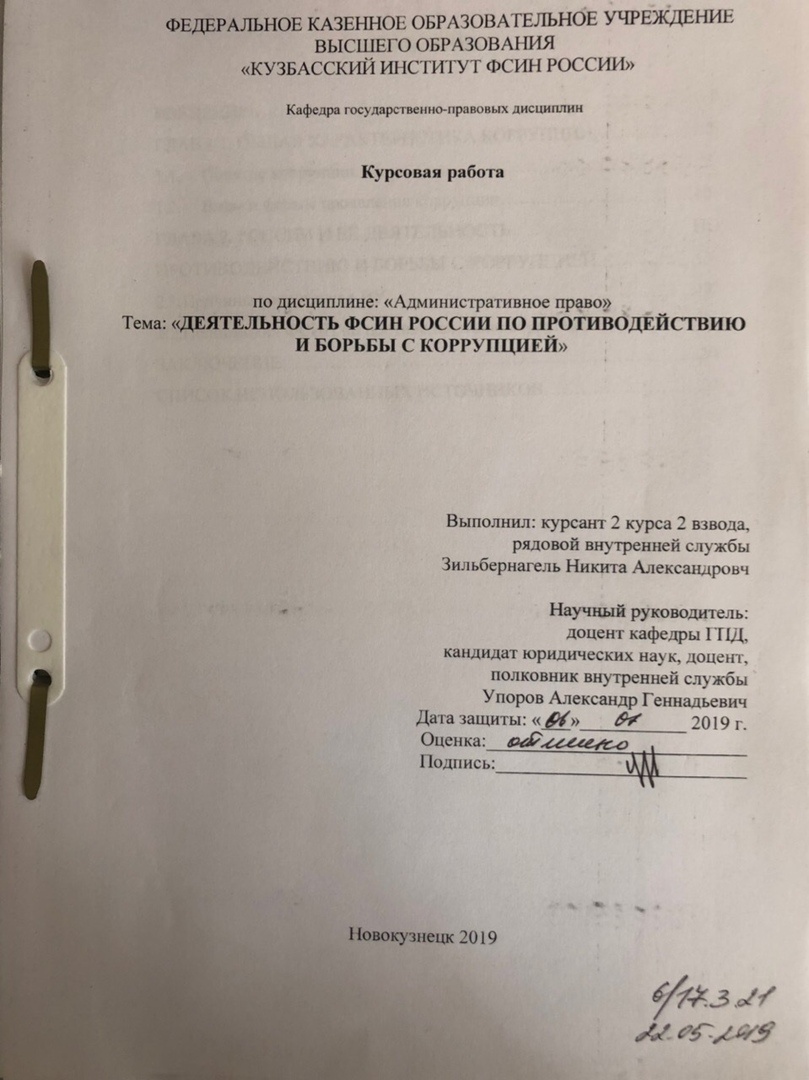 ФЕДЕРАЛЬНОЕ КАЗЕННОЕ ОБРАЗОВАТЕЛЬНОЕ УЧРЕЖДЕНИЕ
ВЫСШЕГО ОБРАЗОВАНИЯ
«КУЗБАССКИЙ ИНСТИТУТ ФСИН РОССИИ»
Кафедра государственно-правовых дисциплин
Курсовая работа
по дисциплине: «Административное право»
Тема: «ДЕЯТЕЛЬНОСТЬ ФСИН РОССИИ ПО ПРОТИВОДЕЙСТВИЮ
И БОРЬБЫ С КОРРУПЦИЕЙ»
Выполнил: курсант 2 курса 2 взвода,
рядовой внутренней службы
Зильбернагель Никита Александровч
Научный руководитель:
доцент кафедры ГПД,
кандидат юридических наук, доцент,
полковник внутренней службы
Упоров Александр Геннадьевич
Дата защиты: « » 2019 г.
Оценка: отлично
Подпись:
Новокузнецк 2019
6/17.3.21
22.05.2019